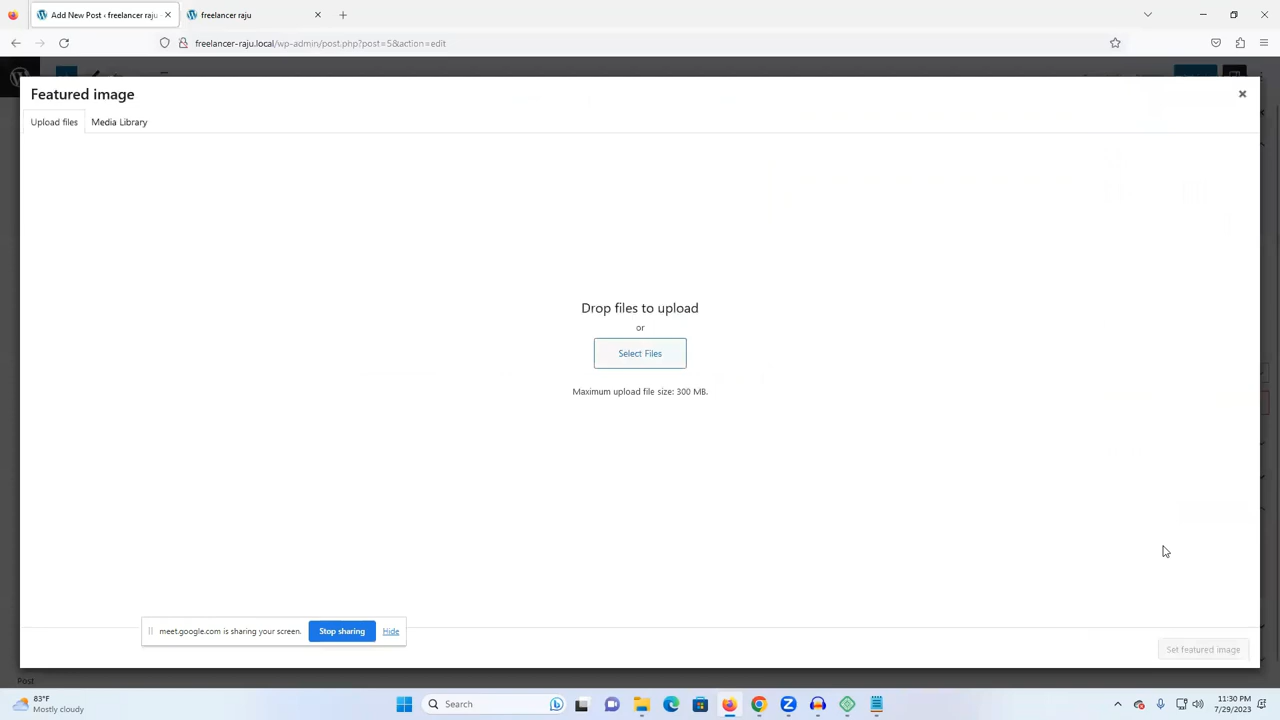 Add New Post ‹ freelancer raju
freelancer raju
freelancer-raju.local/wp-admin/post.php?post=5&action=edit
Featured image
Upload files
Media Library
Drop files to upload
or
Select Files
Maximum upload file size: 300 MB.
meet.google.com is sharing your screen.
Stop sharing
Hide
Set featured image
Post
83°F
Mostly cloudy
Search
11:30 PM
7/29/2023